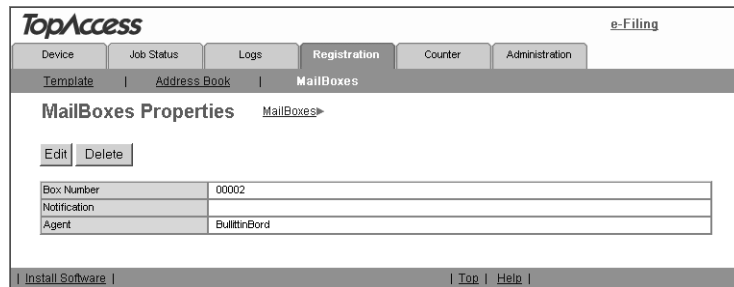 TopAccess e-Filing
Device Job Status Logs Registration Counter Administration
Template | Address Book | MailBoxes
MailBoxes Properties MailBoxes
Edit Delete
Box Number 00002
Notification
Agent BullittinBord
| Install Software | | Top | Help |